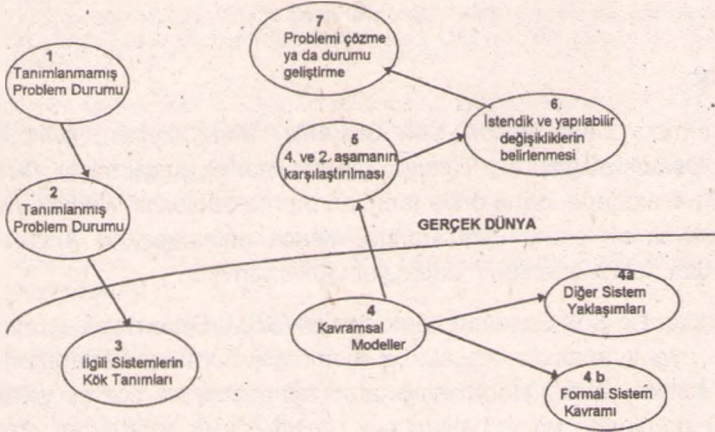 1
Tanımlanmamış
Problem Durumu
2
Tanımlanmış
Problem Durumu
3
İlgili Sistemlerin
Kök Tanımları
4
Kavramsal
Modeller
4a
Diğer Sistem
Yaklaşımları
4 b
Formal Sistem
Kavramı
5
4. ve 2. aşamanın
karşılaştırılması
6.
İstendik ve yapılabilir
değişikliklerin
belirlenmesi
7
Problemi çözme
ya da durumu
geliştirme
GERÇEK DÜNYA